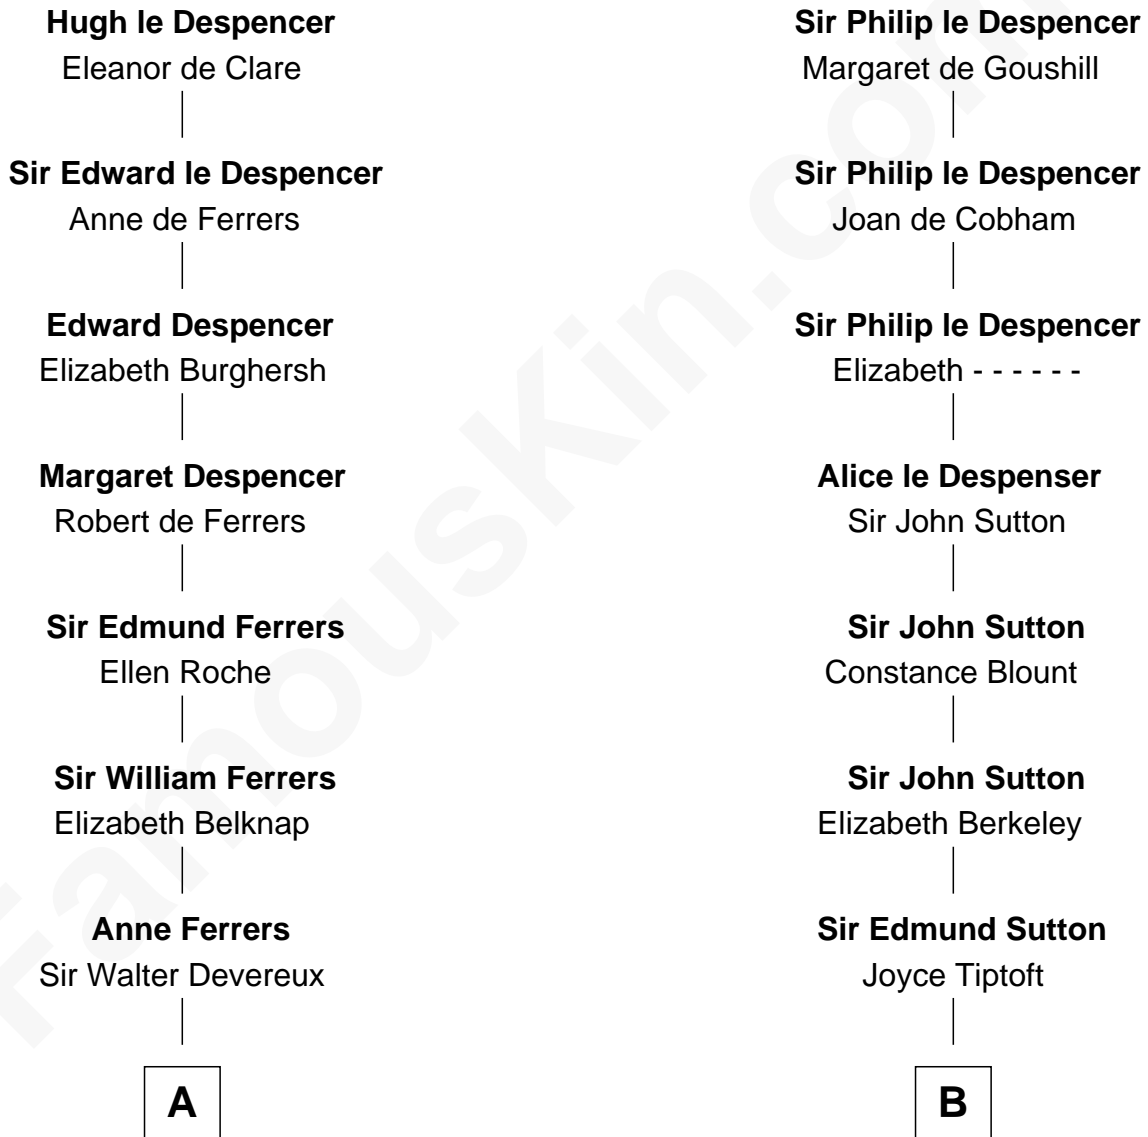 Hugh le Despencer
Eleanor de Clare
Sir Edward le Despencer
Anne de Ferrers
Edward Despencer
Elizabeth Burghersh
Margaret Despencer
Robert de Ferrers
Sir Edmund Ferrers
Ellen Roche
Sir William Ferrers
Elizabeth Belknap
Anne Ferrers
Sir Walter Devereux
A
Sir Philip le Despencer
Margaret de Goushill
Sir Philip le Despencer
Joan de Cobham
Sir Philip le Despencer
Elizabeth - - - - - -
Alice le Despenser
Sir John Sutton
Sir John Sutton
Constance Blount
Sir John Sutton
Elizabeth Berkeley
Sir Edmund Sutton
Joyce Tiptoft
B
FamousKin.com